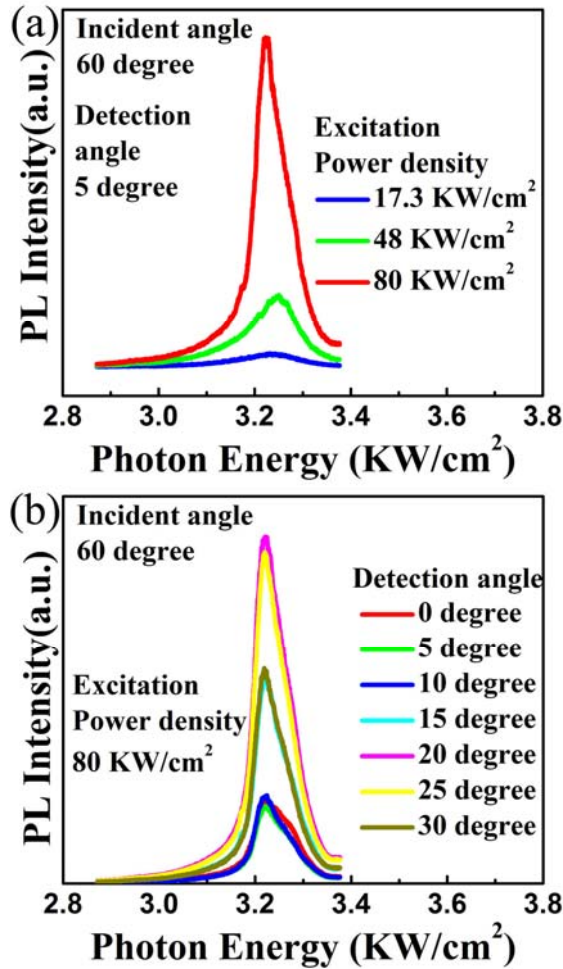 (a)
Incident angle
60 degree
Detection
angle
5 degree
Excitation
Power density
17.3 KW/cm²
48 KW/cm²
80 KW/cm²
PL Intensity(a.u.)
2.8 3.0 3.2 3.4 3.6 3.8
Photon Energy (KW/cm²)
(b)
Incident angle
60 degree
Excitation
Power density
80 KW/cm²
Detection angle
0 degree
5 degree
10 degree
15 degree
20 degree
25 degree
30 degree
PL Intensity(a.u.)
2.8 3.0 3.2 3.4 3.6 3.8
Photon Energy (KW/cm²)